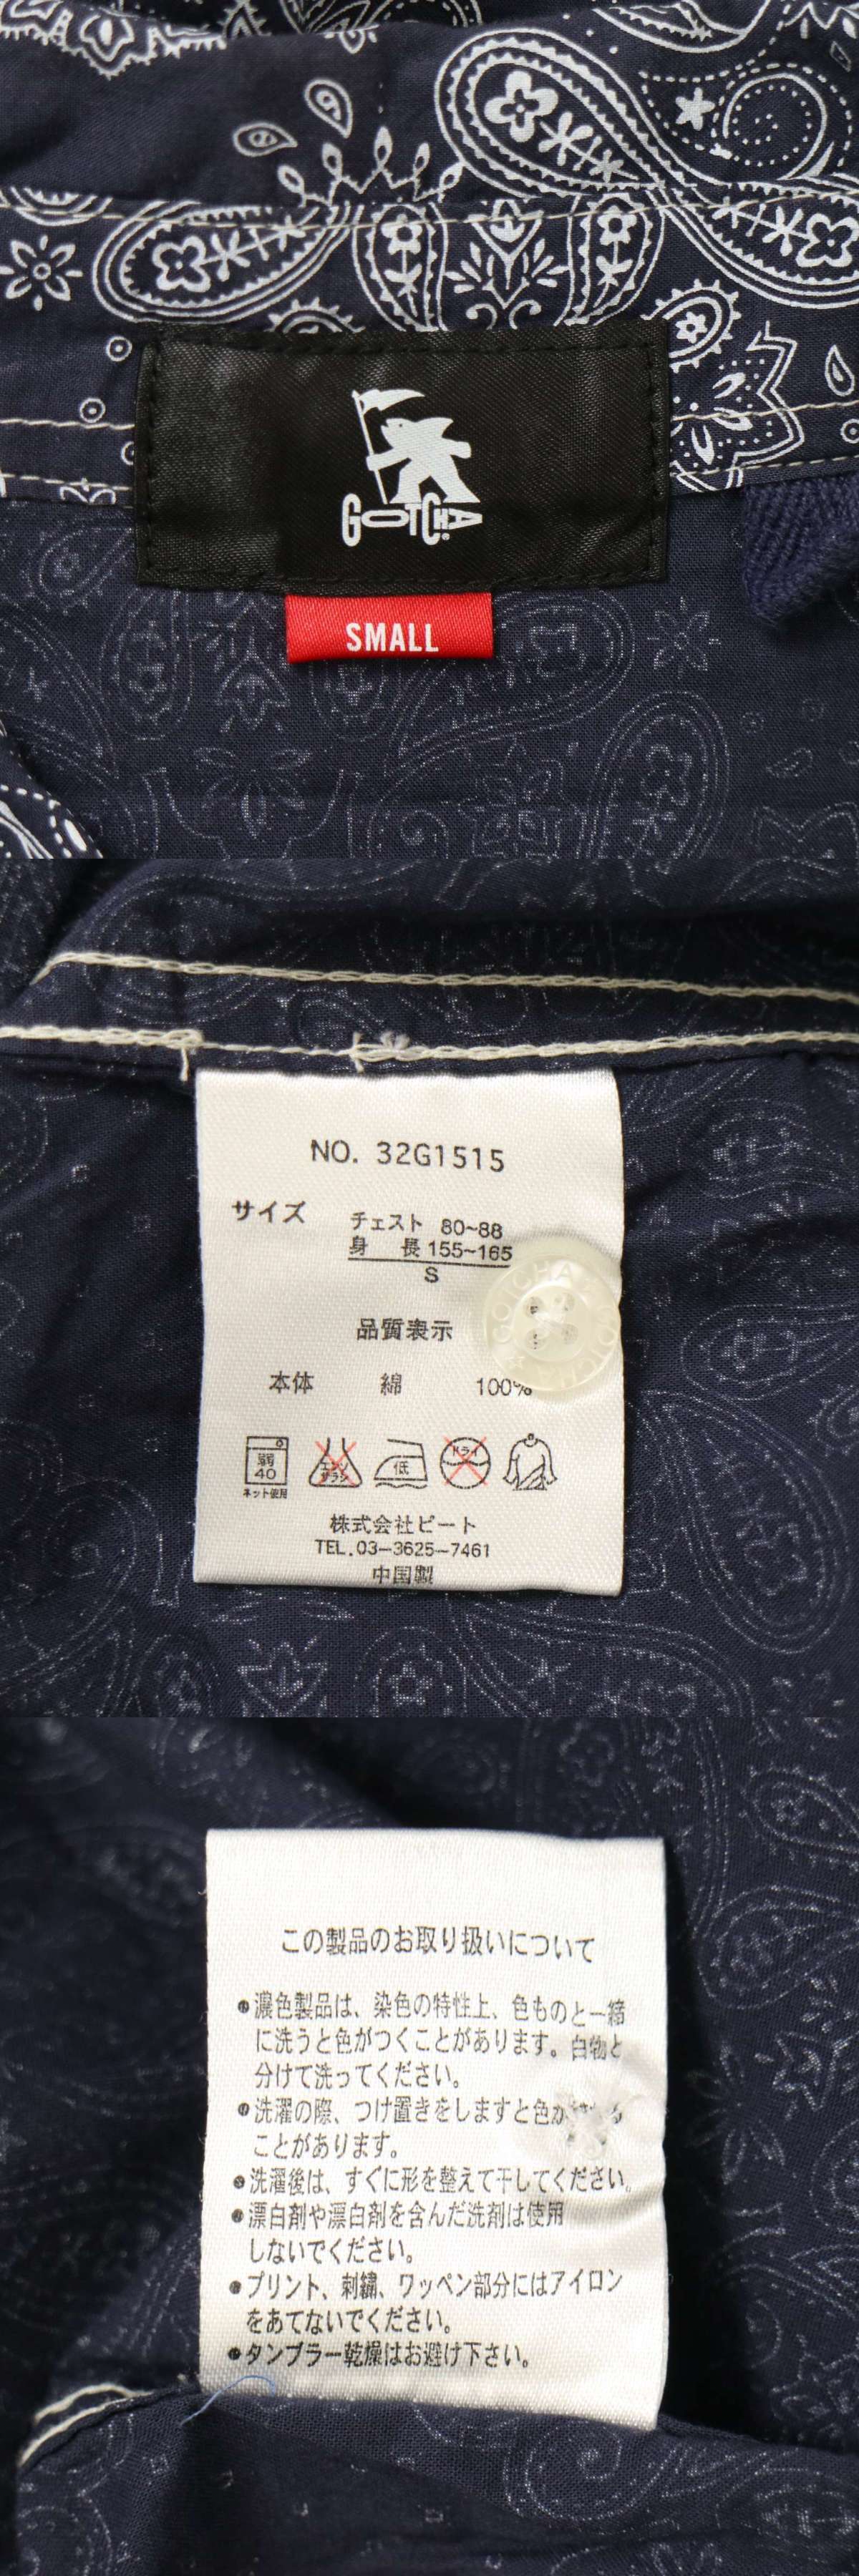 GOTCHA
SMALL
NO. 32G1515
サイズ
チェスト 80~88
身 長 155~165
S
GOTCHA
品質表示
本体 綿 100%
弱
40
ネット使用
エンソ
サラシ
低
ドライ
株式会社ビート
TEL.03-3625-7461
中国製
この製品のお取り扱いについて
●濃色製品は、染色の特性上、色ものと一緒
に洗うと色がつくことがあります。白物と
分けて洗ってください。
●洗濯の際、つけ置きをしますと色が
ことがあります。
●洗濯後は、すぐに形を整えて干してください。
●漂白剤や漂白剤を含んだ洗剤は使用
しないでください。
●プリント、刺繍、ワッペン部分にはアイロン
をあてないでください。
●タンブラー乾燥はお避け下さい。